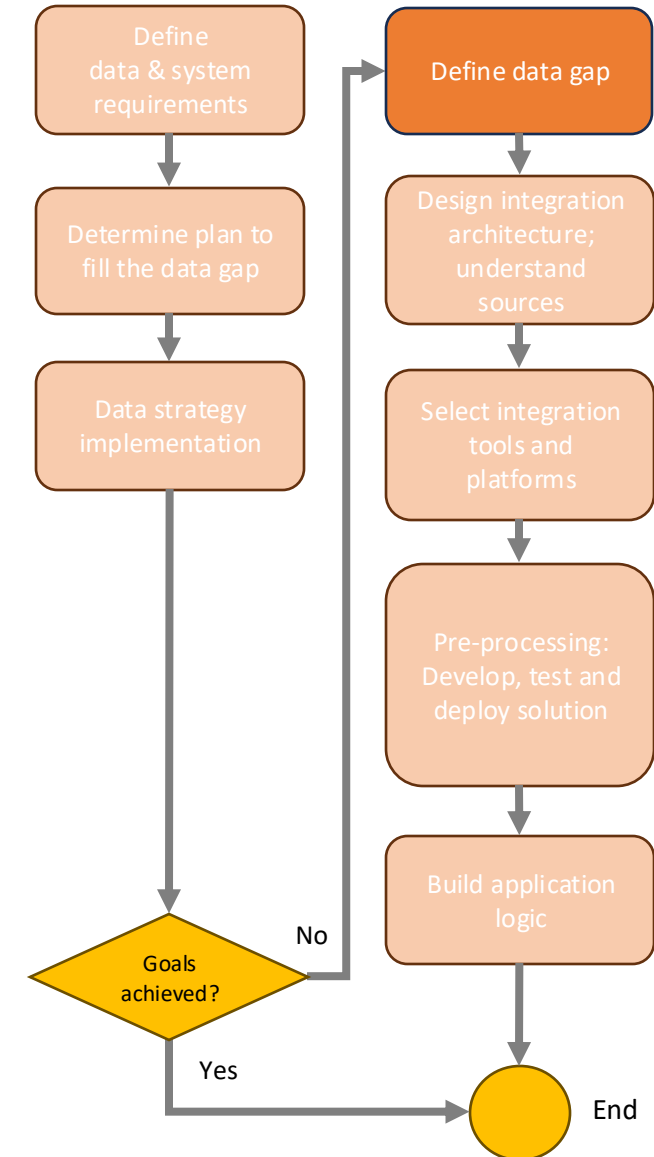 Define
data & system
requirements
Determine plan to
fill the data gap
Data strategy
implementation
Goals
achieved?
No
Yes
Define data gap
Design integration
architecture;
understand
sources
Select integration
tools and
platforms
Pre-processing:
Develop, test and
deploy solution
Build application
logic
End